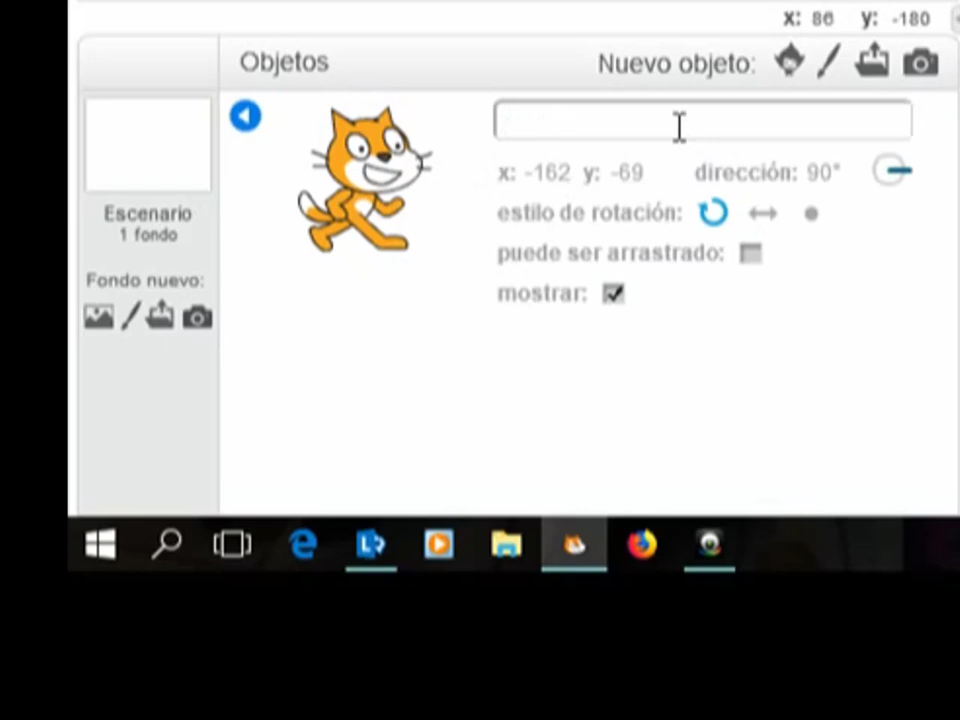 x: 86 y: -180
Objetos
Nuevo objeto:
x: -162 y: -69 dirección: 90°
estilo de rotación:
puede ser arrastrado:
mostrar:
Escenario
1 fondo
Fondo nuevo: